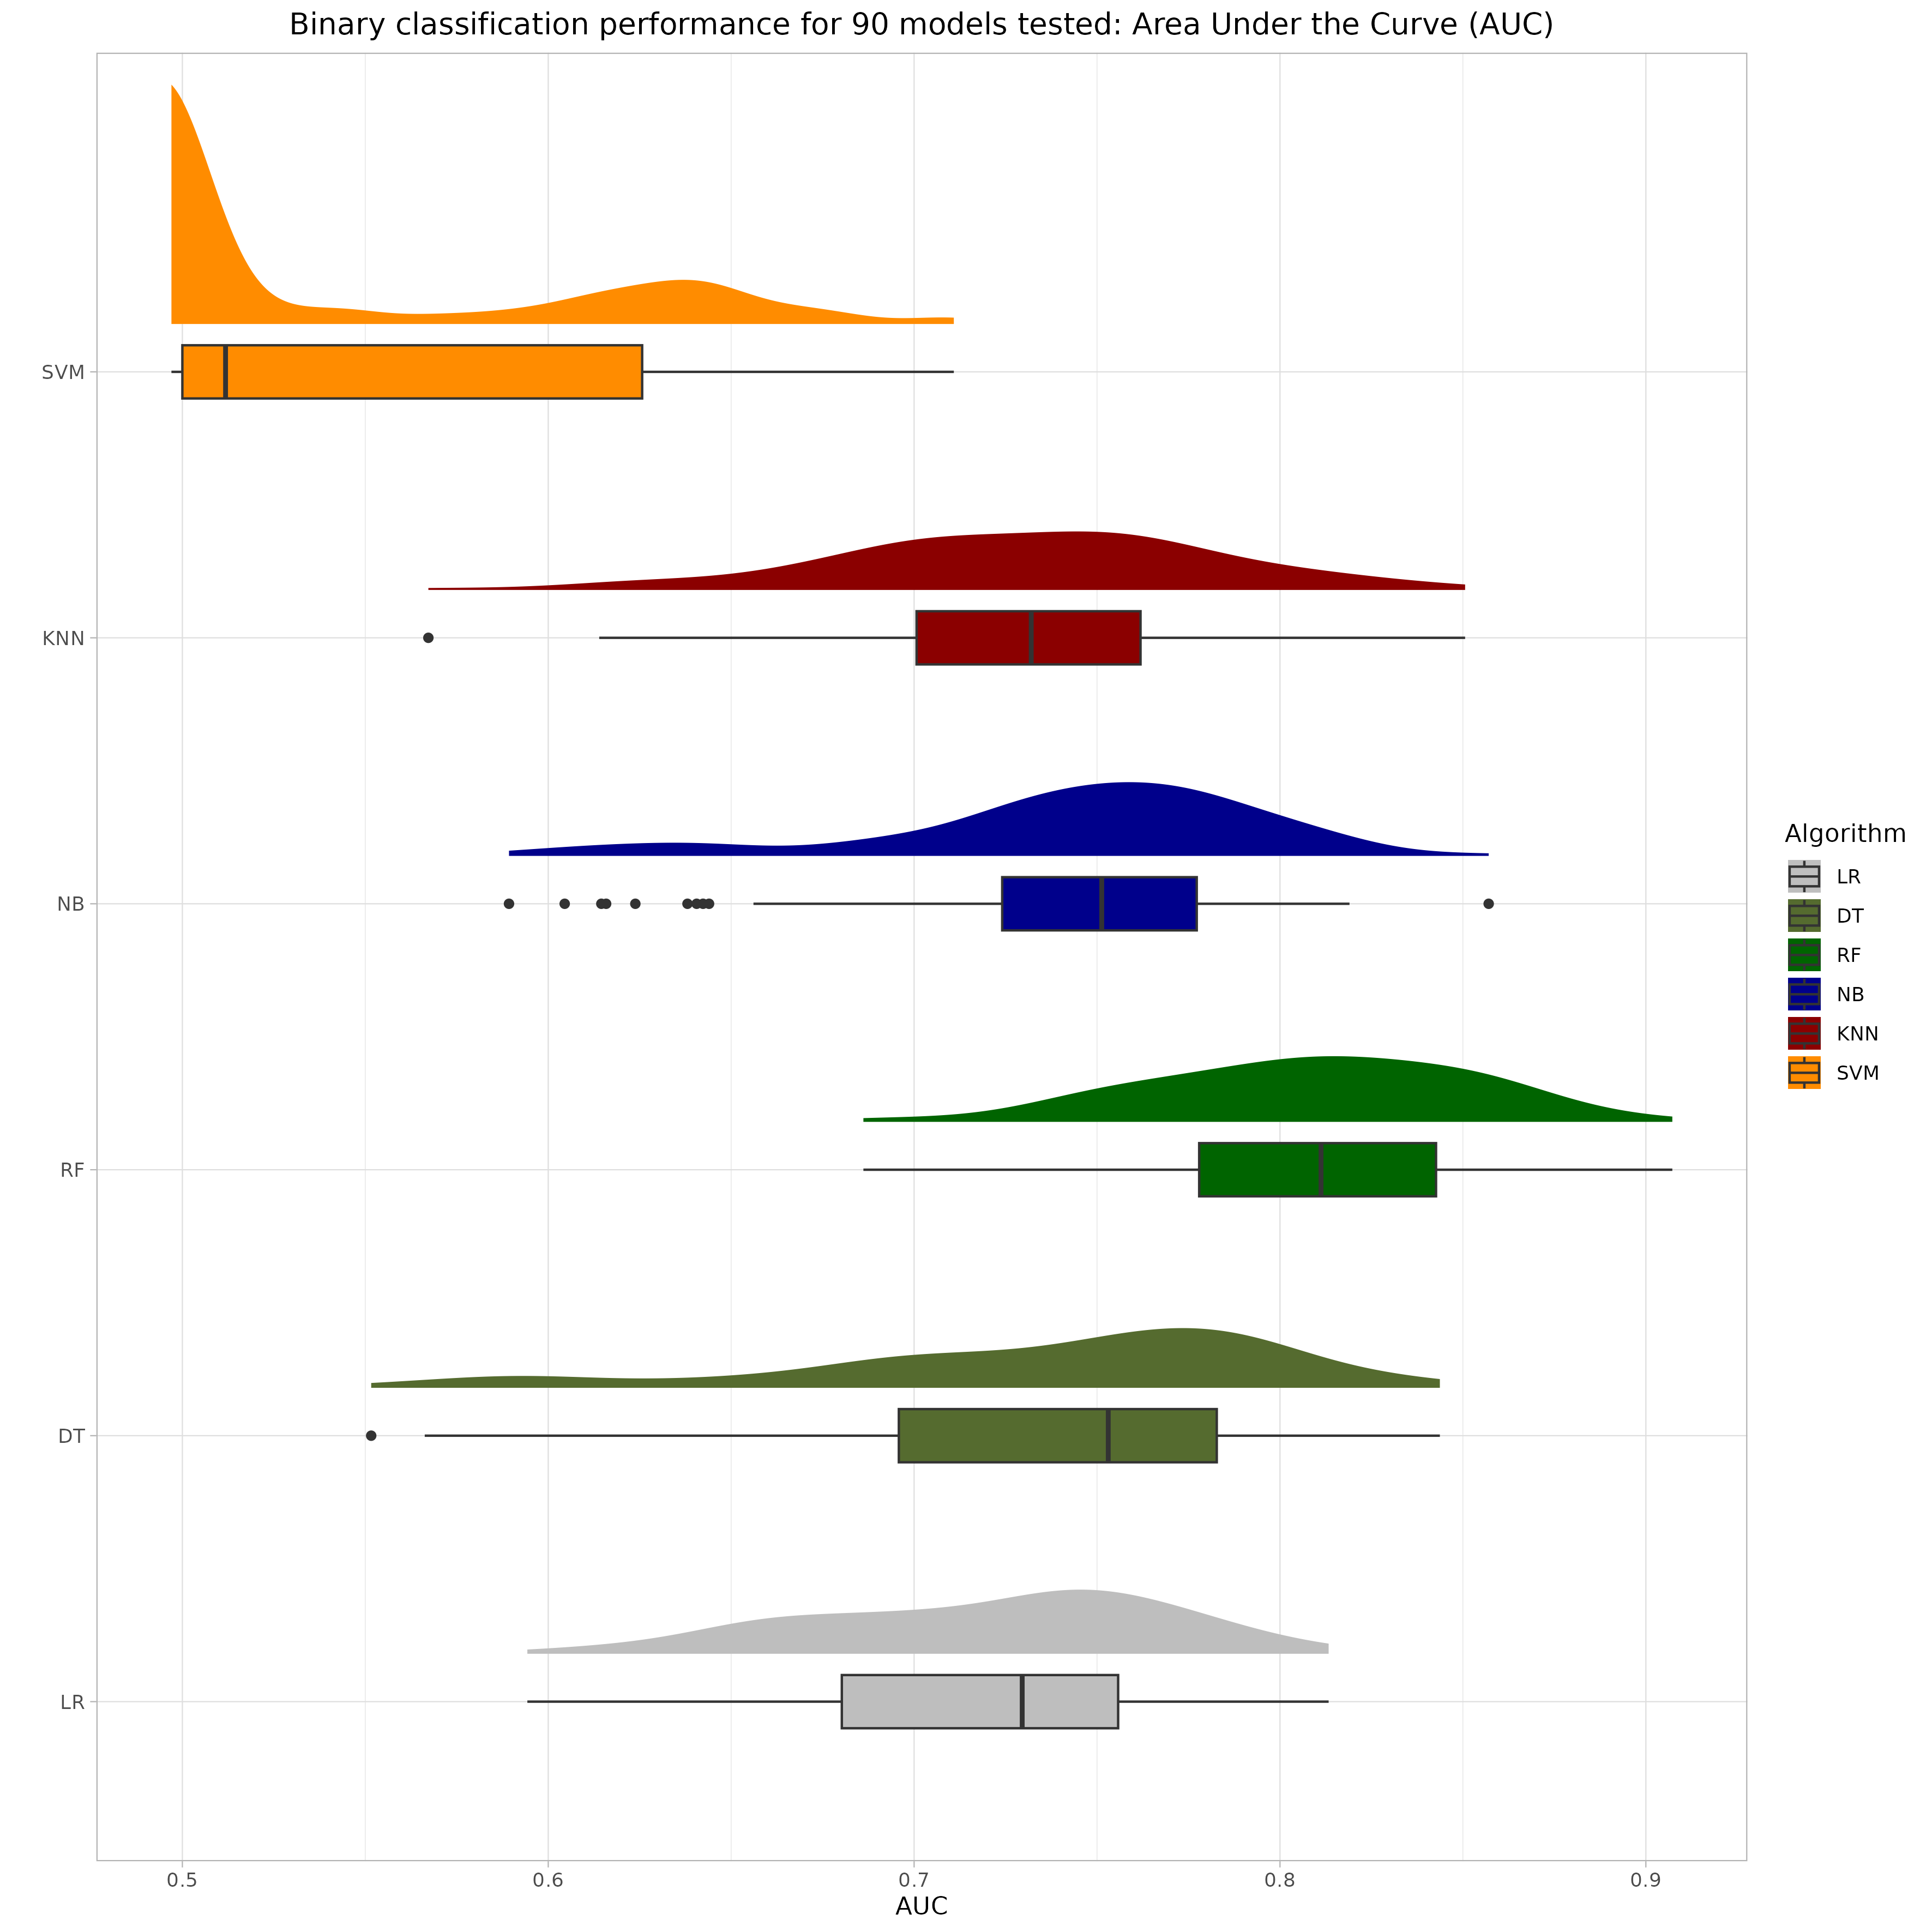 Binary classification performance for 90 models tested: Area Under the Curve (AUC)
SVM
KNN
NB
RF
DT
LR
0.5 0.6 0.7 0.8 0.9
AUC
Algorithm
LR
DT
RF
NB
KNN
SVM